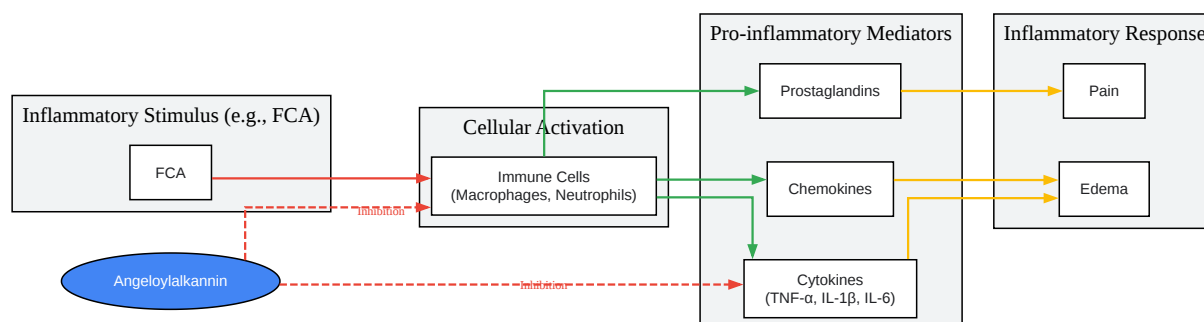 Inflammatory Stimulus (e.g., FCA)
FCA
Angeloylalkannin
Inhibition
Inhibition
Cellular Activation
Immune Cells
(Macrophages, Neutrophils)
Pro-inflammatory Mediators
Prostaglandins
Chemokines
Cytokines
(TNF-α, IL-1β, IL-6)
Inflammatory Response
Pain
Edema